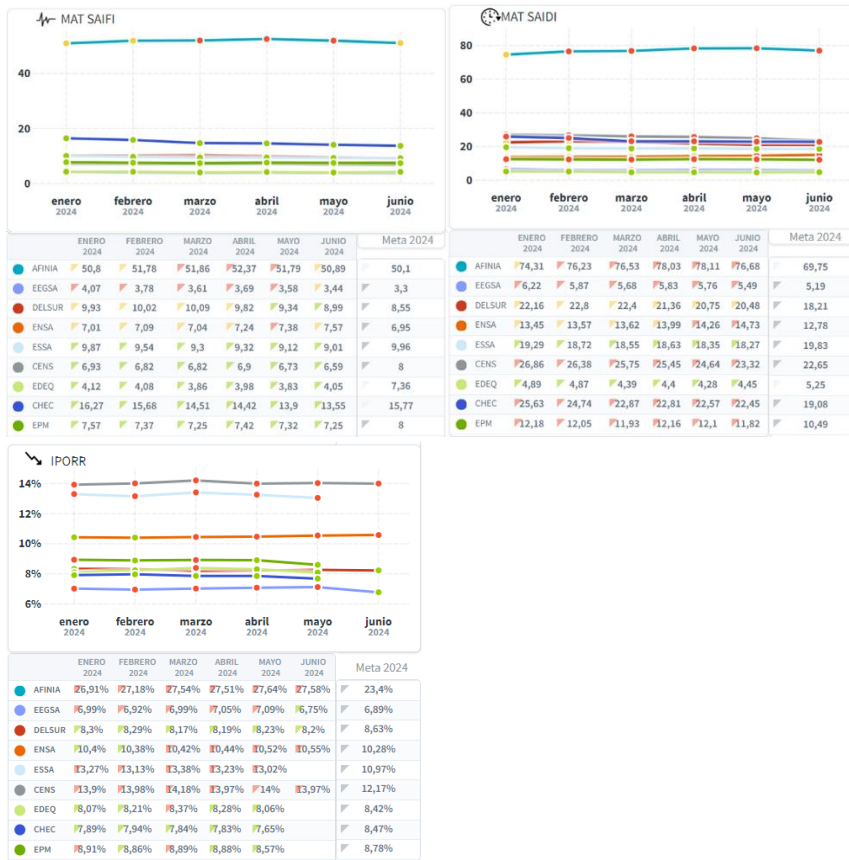 MAT SAIFI
40
20
0
enero febrero marzo abril mayo junio
2024 2024 2024 2024 2024 2024
ENERO FEBRERO MARZO ABRIL MAYO JUNIO Meta 2024
2024 2024 2024 2024 2024 2024
AFINIA 50,8 51,78 51,86 52,37 51,79 50,89 50,1
EEGSA 4,07 3,78 3,61 3,69 3,58 3,44 3,3
DELSUR 9,93 10,02 10,09 9,82 9,34 8,99 8,55
ENSA 7,01 7,09 7,04 7,24 7,38 7,57 6,95
ESSA 9,87 9,54 9,3 9,32 9,12 9,01 9,96
CENS 6,93 6,82 6,82 6,9 6,73 6,59 8
EDEQ 4,12 4,08 3,86 3,98 3,83 4,05 7,36
CHEC 16,27 15,68 14,51 14,42 13,9 13,55 15,77
EPM 7,57 7,37 7,25 7,42 7,32 7,25 8
MAT SAIDI
80
60
40
20
0
enero febrero marzo abril mayo junio
2024 2024 2024 2024 2024 2024
ENERO FEBRERO MARZO ABRIL MAYO JUNIO Meta 2024
2024 2024 2024 2024 2024 2024
AFINIA 74,31 76,23 76,53 78,03 78,11 76,68 69,75
EEGSA 6,22 5,87 5,68 5,83 5,76 5,49 5,19
DELSUR 22,16 22,8 22,4 21,36 20,75 20,48 18,21
ENSA 13,45 13,57 13,62 13,99 14,26 14,73 12,78
ESSA 19,29 18,72 18,55 18,63 18,35 18,27 19,83
CENS 26,86 26,38 25,75 25,45 24,64 23,32 22,65
EDEQ 4,89 4,87 4,39 4,4 4,28 4,45 5,25
CHEC 25,63 24,74 22,87 22,81 22,57 22,45 19,08
EPM 12,18 12,05 11,93 12,16 12,1 11,82 10,49
IPORR
14%
12%
10%
8%
6%
enero febrero marzo abril mayo junio
2024 2024 2024 2024 2024 2024
ENERO FEBRERO MARZO ABRIL MAYO JUNIO Meta 2024
2024 2024 2024 2024 2024 2024
AFINIA 26,91% 27,18% 27,54% 27,51% 27,64% 27,58% 23,4%
EEGSA 6,99% 6,92% 6,99% 7,05% 7,09% 6,75% 6,89%
DELSUR 8,3% 8,29% 8,17% 8,19% 8,23% 8,2% 8,63%
ENSA 10,4% 10,38% 10,42% 10,44% 10,52% 10,55% 10,28%
ESSA 13,27% 13,13% 13,38% 13,23% 13,02% 10,97%
CENS 13,9% 13,98% 14,18% 13,97% 14% 13,97% 12,17%
EDEQ 8,07% 8,21% 8,37% 8,28% 8,06% 8,42%
CHEC 7,89% 7,94% 7,84% 7,83% 7,65% 8,47%
EPM 8,91% 8,86% 8,89% 8,88% 8,57% 8,78%